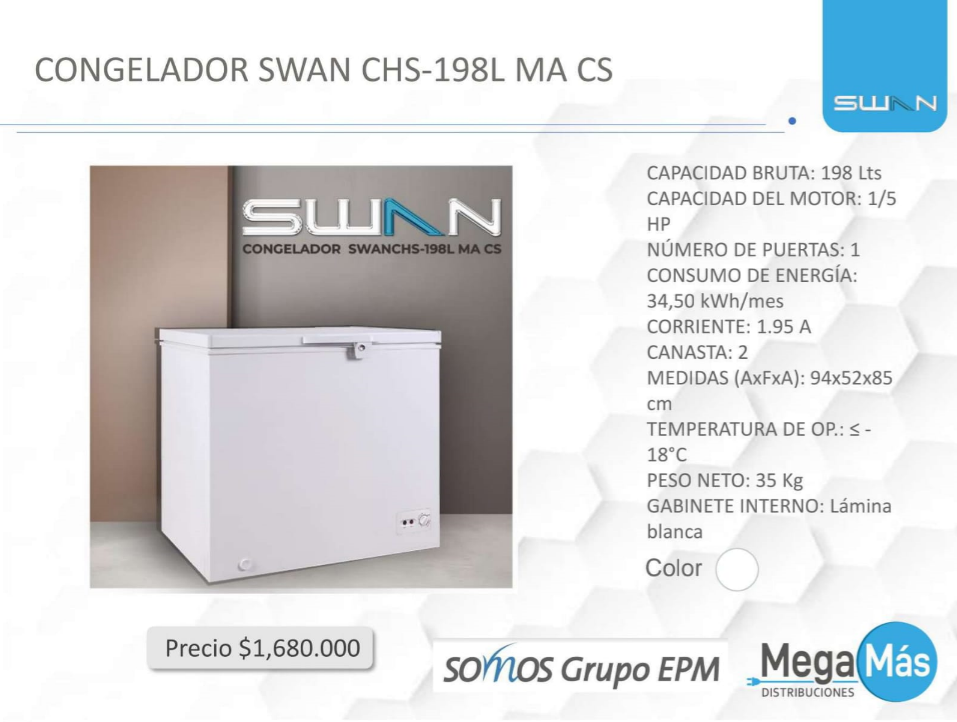 CONGELADOR SWAN CHS-198L MA CS
SWAN
SWAN
CONGELADOR SWANCHS-198L MA CS
CAPACIDAD BRUTA: 198 Lts
CAPACIDAD DEL MOTOR: 1/5
HP
NÚMERO DE PUERTAS: 1
CONSUMO DE ENERGÍA:
34,50 kWh/mes
CORRIENTE: 1.95 A
CANASTA: 2
MEDIDAS (AxFxA): 94x52x85
cm
TEMPERATURA DE OP.: ≤ -
18°C
PESO NETO: 35 Kg
GABINETE INTERNO: Lámina
blanca
Color
Precio $1,680.000
SOMOS Grupo EPM
MegaMás
DISTRIBUCIONES